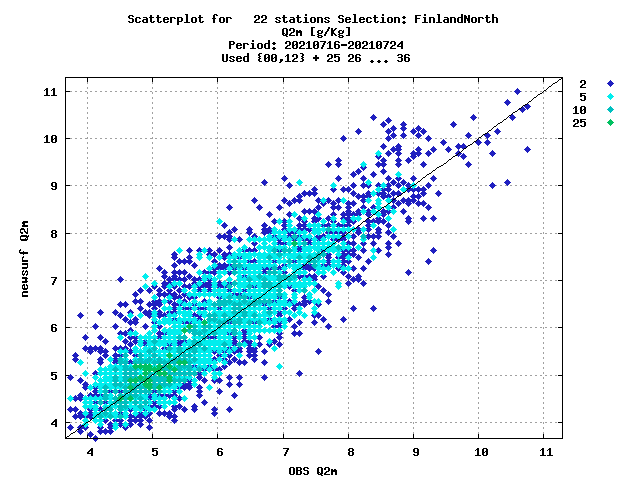 Scatterplot for   22 stations Selection: FinlandNorth
Q2m [g/Kg]
Period: 20210716-20210724
Used {00,12} + 25 26 ... 36
2
5
10
25
newsurf Q2m
11
10
9
8
7
6
5
4
4 5 6 7 8 9 10 11
OBS Q2m